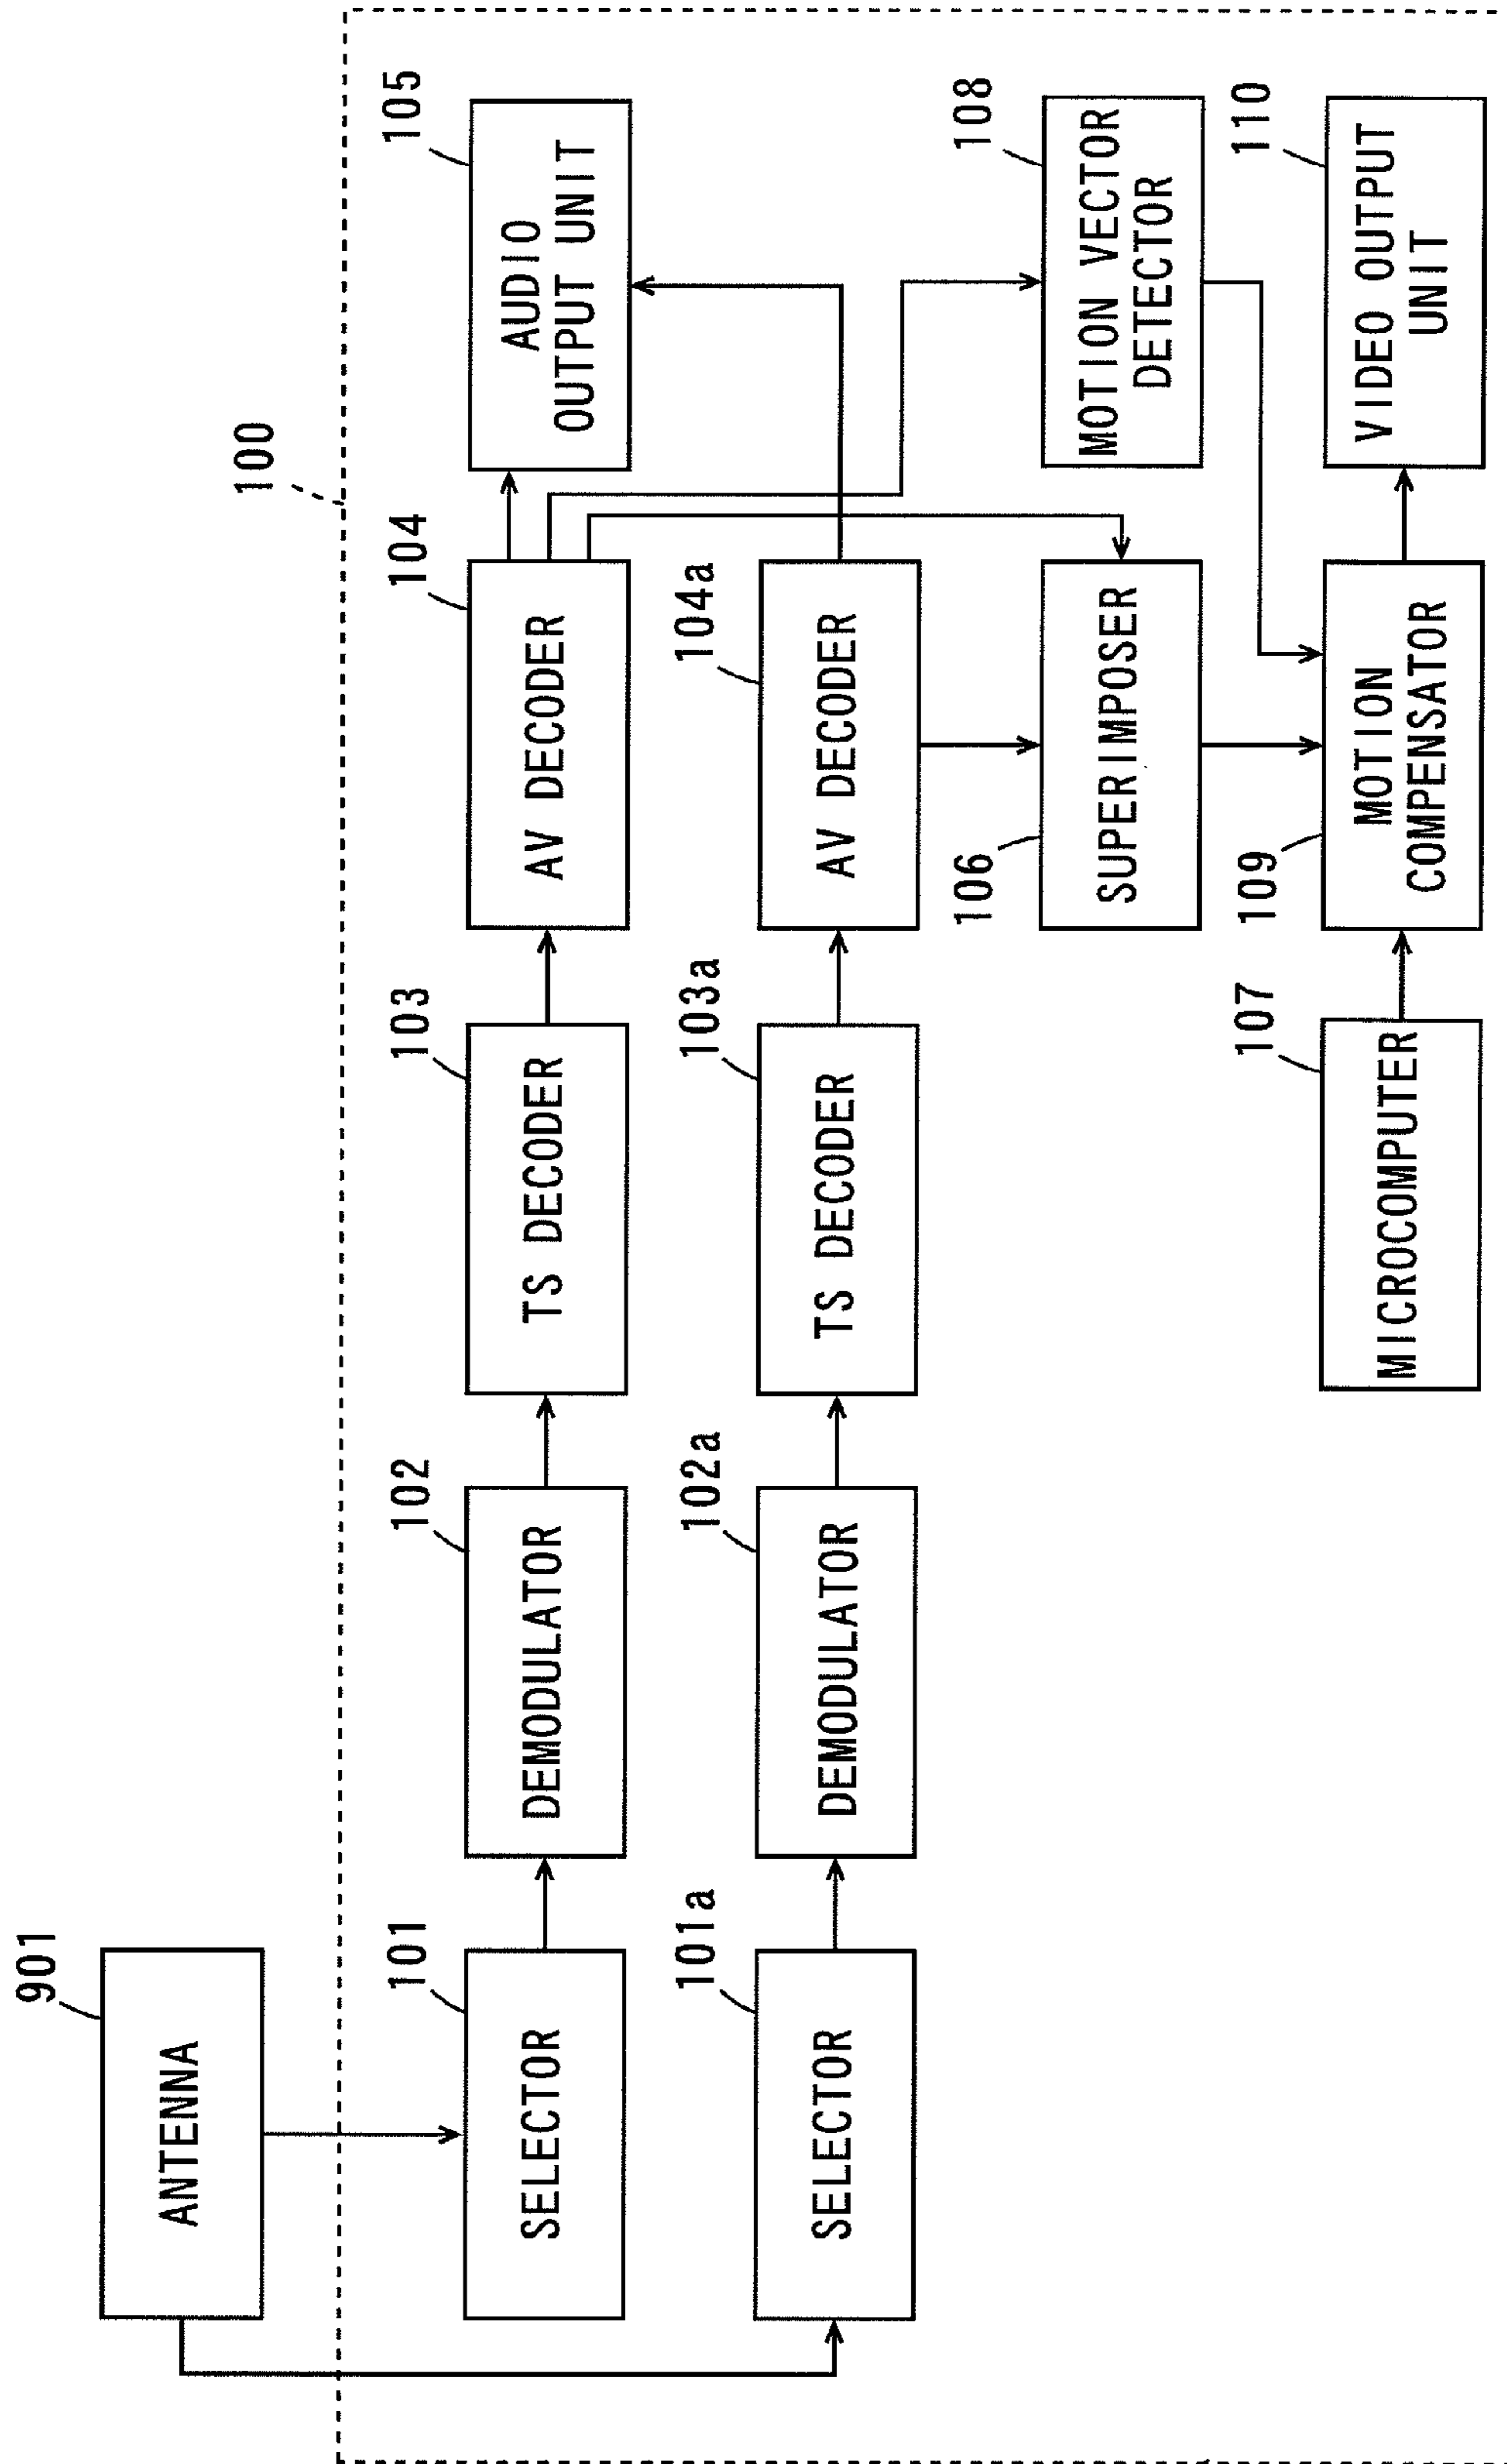 901
ANTENNA
100
101
SELECTOR
102
DEMODULATOR
103
TS DECODER
104
AV DECODER
105
AUDIO
OUTPUT UNIT
101a
SELECTOR
102a
DEMODULATOR
103a
TS DECODER
104a
AV DECODER
106
SUPERIMPOSER
108
MOTION VECTOR
DETECTOR
107
MICROCOMPUTER
109
MOTION
COMPENSATOR
110
VIDEO OUTPUT
UNIT